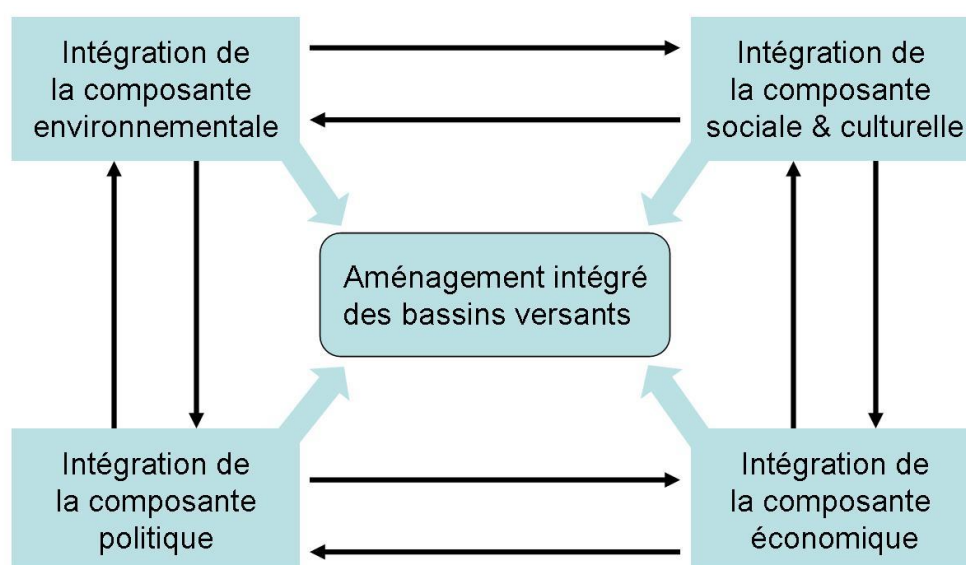 Intégration de
la composante
environnementale
Intégration de
la composante
sociale & culturelle
Aménagement intégré
des bassins versants
Intégration de
la composante
politique
Intégration de
la composante
économique